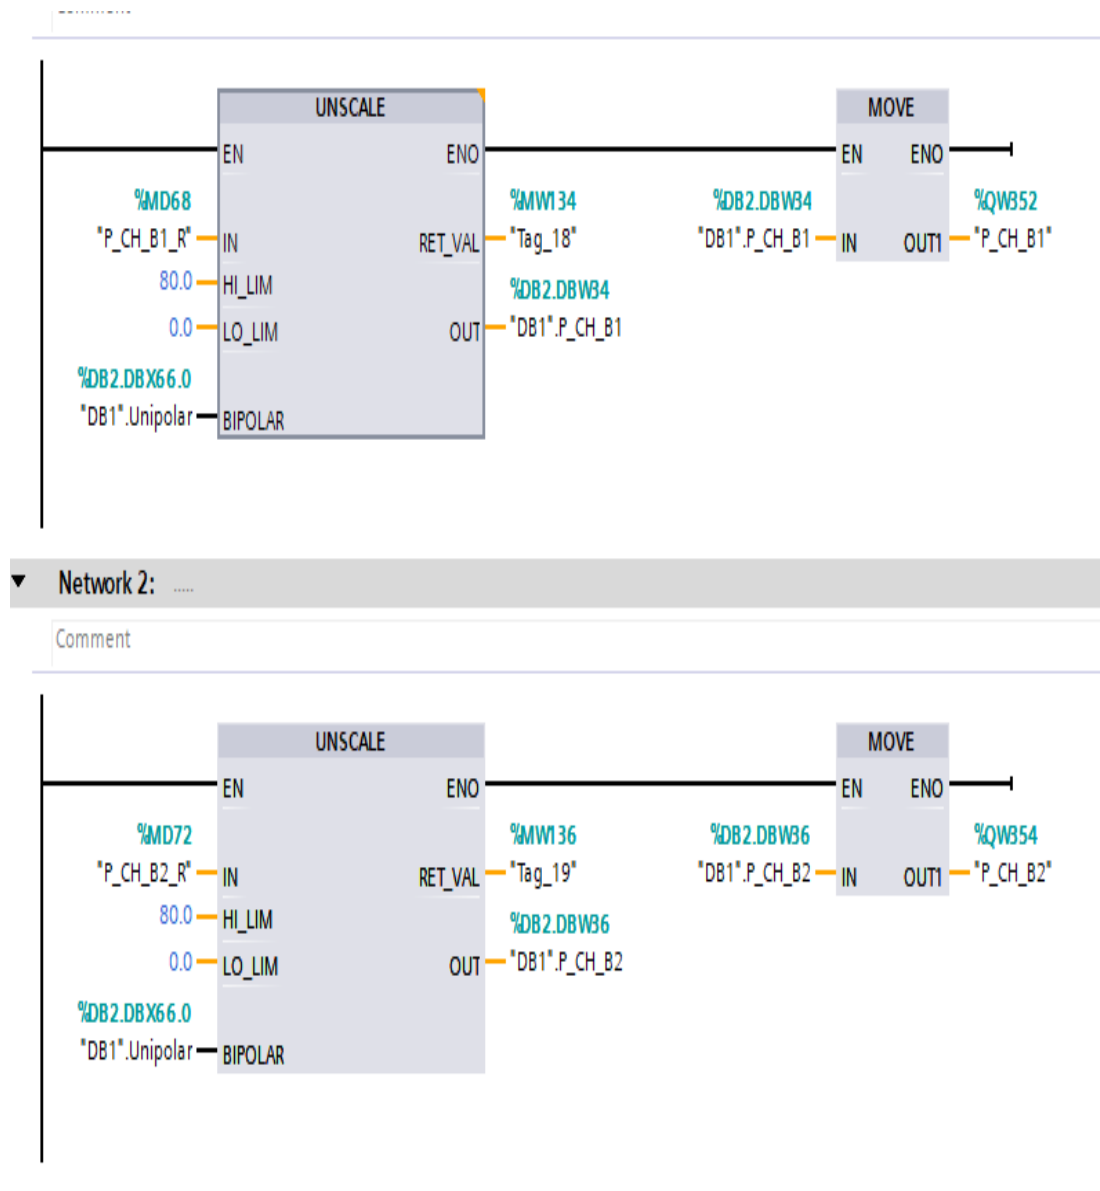 UNSCALE MOVE
EN ENO EN ENO
%MD68 %MW134 %DB2.DBW34 %QW352
"P_CH_B1_R" IN RET_VAL "Tag_18" "DB1".P_CH_B1 IN OUT1 "P_CH_B1"
80.0 HI_LIM %DB2.DBW34
0.0 LO_LIM OUT "DB1".P_CH_B1
%DB2.DBX66.0
"DB1".Unipolar BIPOLAR
Network 2: .....
Comment
UNSCALE MOVE
EN ENO EN ENO
%MD72 %MW136 %DB2.DBW36 %QW354
"P_CH_B2_R" IN RET_VAL "Tag_19" "DB1".P_CH_B2 IN OUT1 "P_CH_B2"
80.0 HI_LIM %DB2.DBW36
0.0 LO_LIM OUT "DB1".P_CH_B2
%DB2.DBX66.0
"DB1".Unipolar BIPOLAR